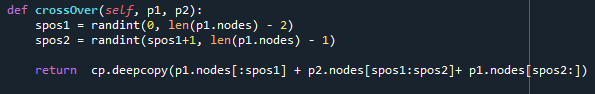 def crossOver(self, p1, p2):
    spos1 = randint(0, len(p1.nodes) - 2)
    spos2 = randint(spos1+1, len(p1.nodes) - 1)
    return  cp.deepcopy(p1.nodes[:spos1] + p2.nodes[spos1:spos2]+ p1.nodes[spos2:])